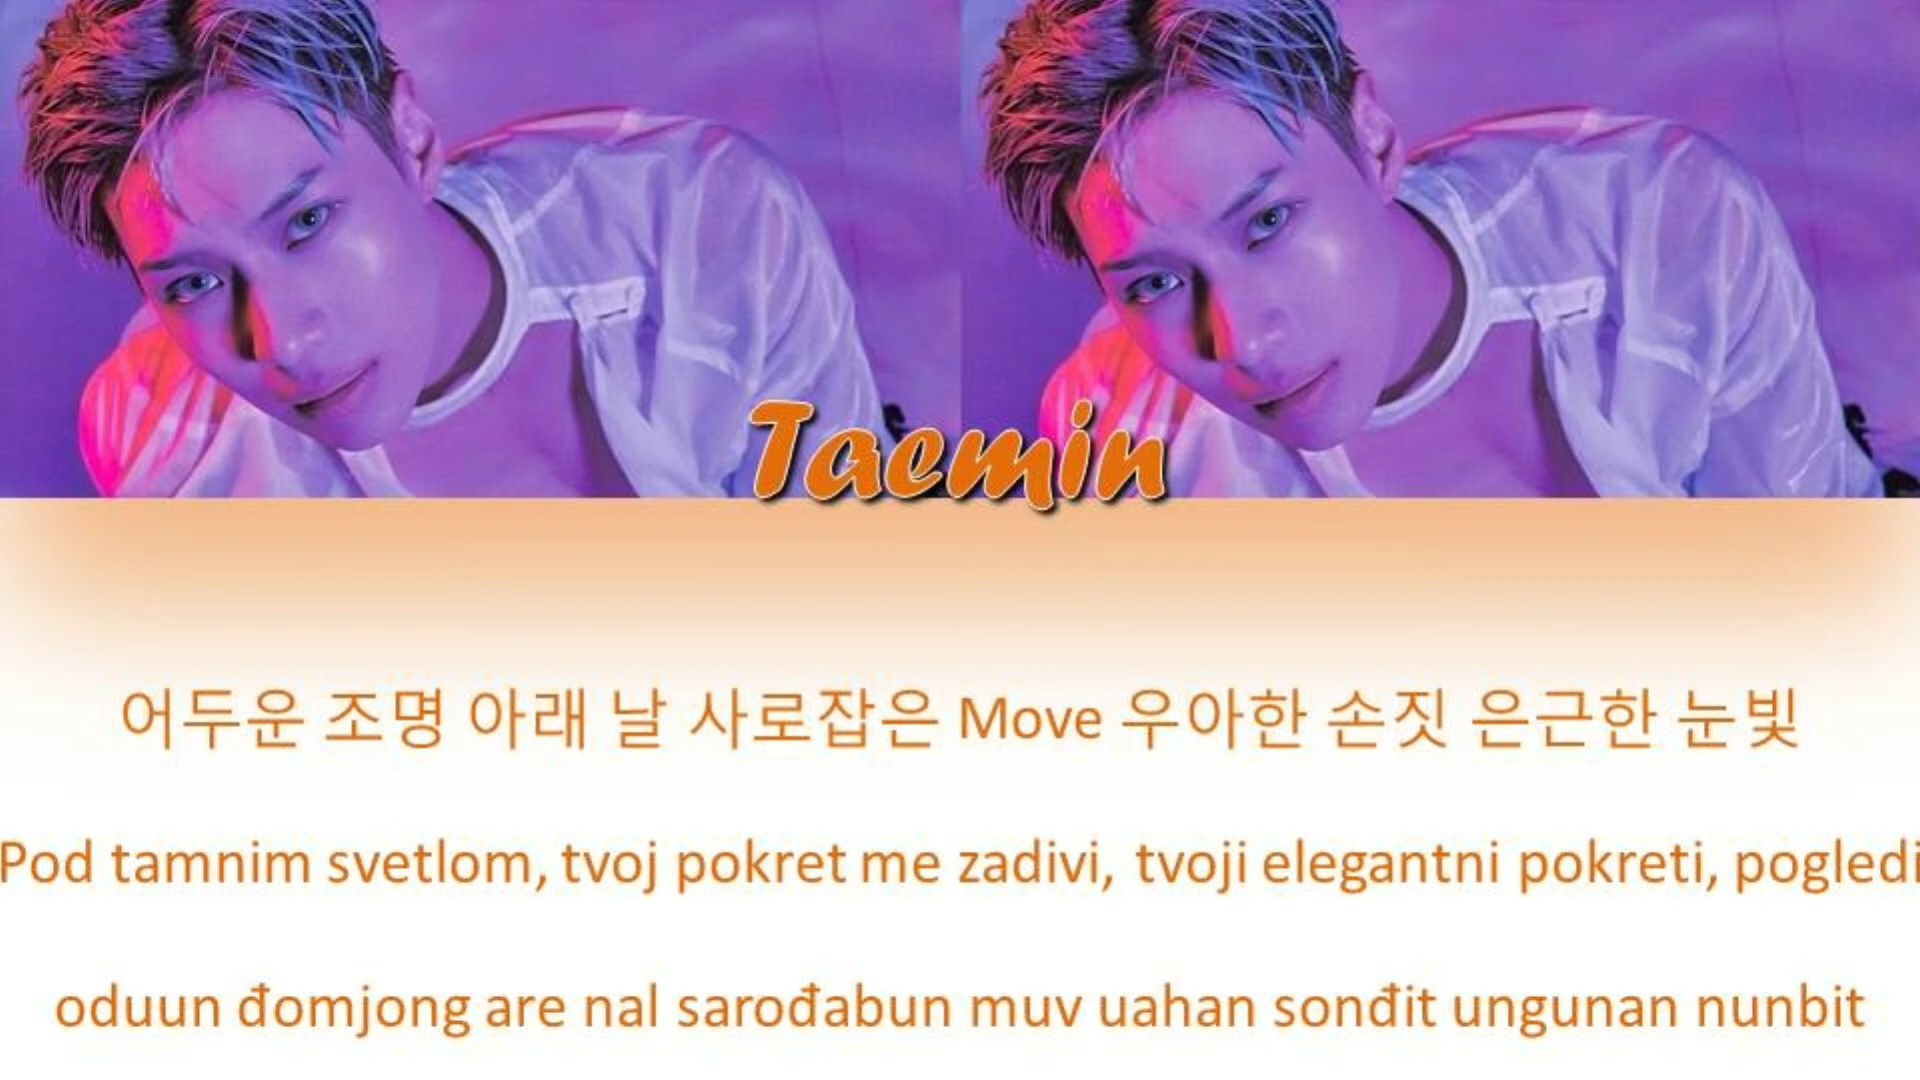 Taemin
어두운 조명 아래 날 사로잡은 Move 우아한 손짓 은근한 눈빛
Pod tamnim svetlom, tvoj pokret me zadivi, tvoji elegantni pokreti, pogledi
oduun đomjong are nal sarođabun muv uahan sonđit ungunan nunbit